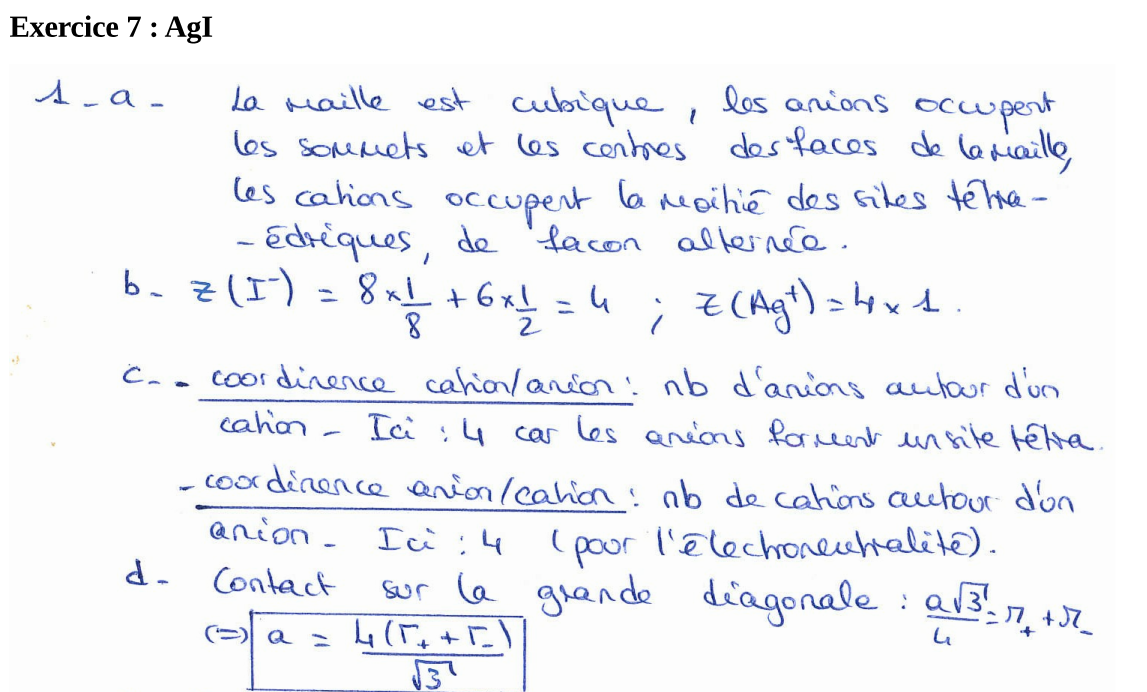 Exercice 7 : AgI
1 - a - La maille est cubique, les anions occupent
les sommets et les centres des faces de la maille,
les cations occupent la moitié des sites tétra-
-édriques, de facon alternée.
b - Z(I⁻) = 8 × 1/8 + 6 × 1/2 = 4 ; Z(Ag⁺) = 4 × 1.
c - - coordinence cation/anion : nb d'anions autour d'un
cation - Ici : 4 car les anions forment un site tétra.
- coordinence anion/cation : nb de cations autour d'un
anion - Ici : 4 (pour l'électroneutralité).
d - Contact sur la grande diagonale : a√3/4 = r₊ + r₋
(=) a = 4(r₊ + r₋)/√3